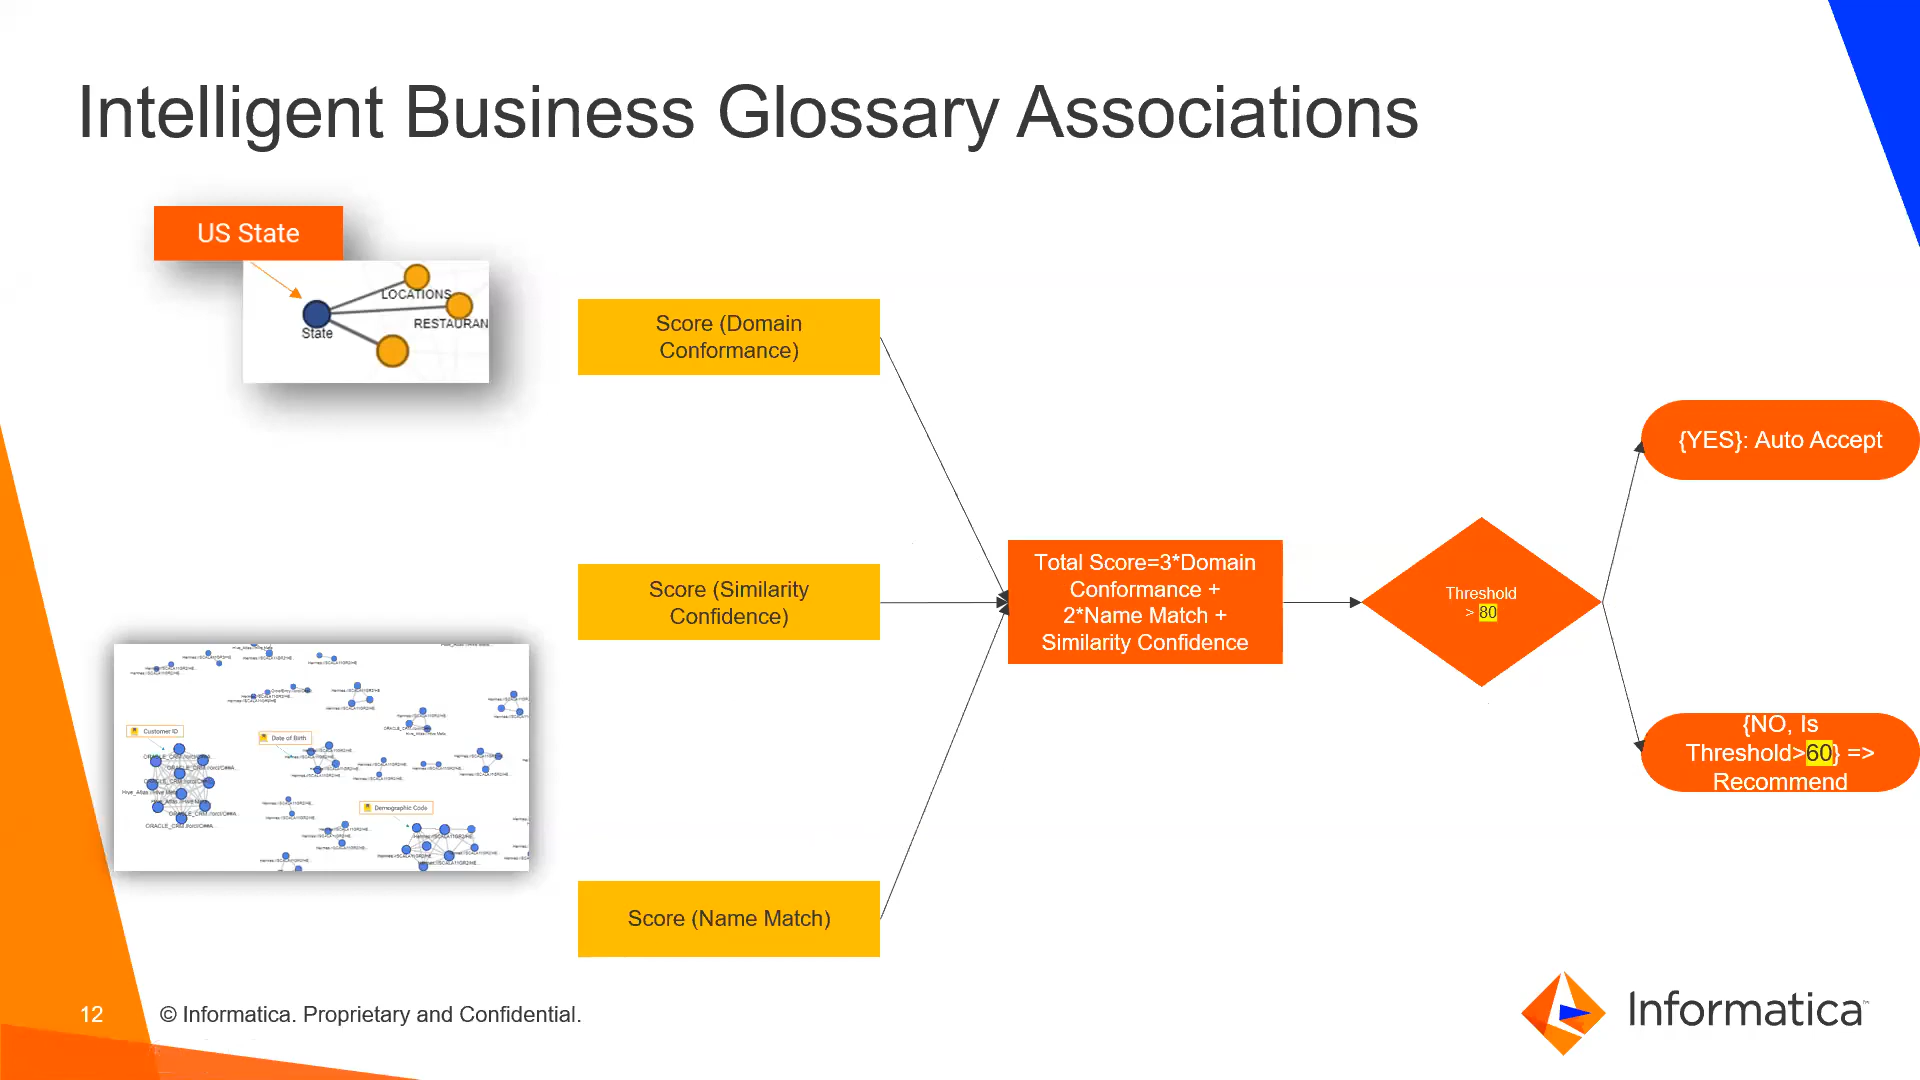 Intelligent Business Glossary Associations
US State
LOCATIONS
RESTAURAN
State
Score (Domain
Conformance)
Score (Similarity
Confidence)
Score (Name Match)
Total Score=3*Domain
Conformance +
2*Name Match +
Similarity Confidence
Threshold
> 80
{YES}: Auto Accept
{NO, Is
Threshold>60} =>
Recommend
Customer ID
Date of Birth
Demographic Code
12
© Informatica. Proprietary and Confidential.
Informatica